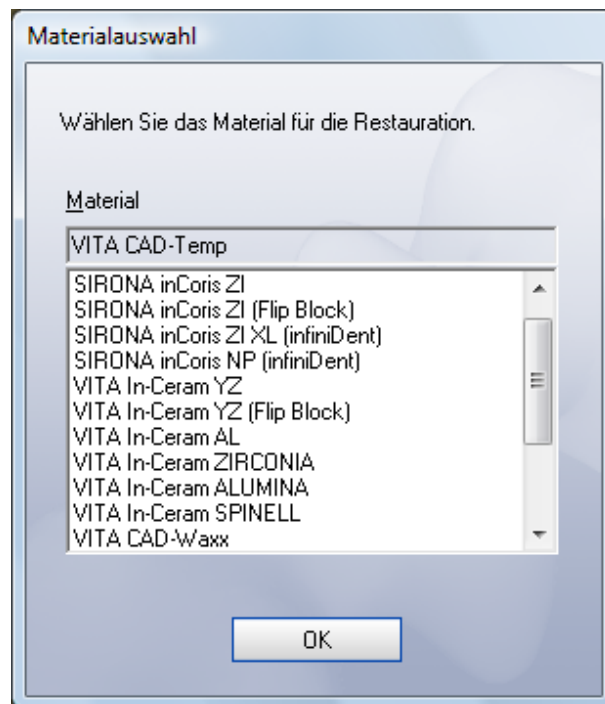 Materialauswahl
Wählen Sie das Material für die Restauration.
Material
VITA CAD-Temp
SIRONA inCoris ZI
SIRONA inCoris ZI (Flip Block)
SIRONA inCoris ZI XL (infiniDent)
SIRONA inCoris NP (infiniDent)
VITA In-Ceram YZ
VITA In-Ceram YZ (Flip Block)
VITA In-Ceram AL
VITA In-Ceram ZIRCONIA
VITA In-Ceram ALUMINA
VITA In-Ceram SPINELL
VITA CAD-Waxx
OK